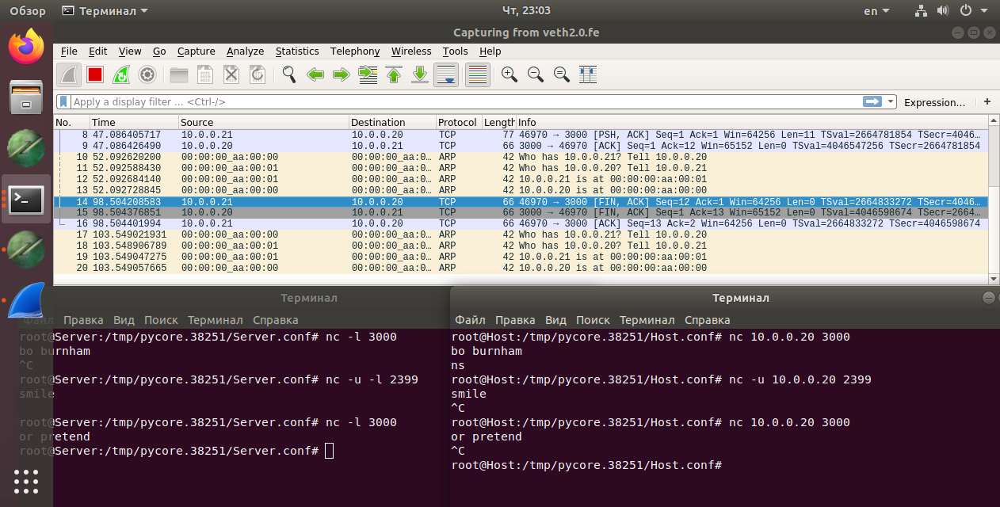 Обзор Терминал Чт, 23:03 en
Capturing from veth2.0.fe
File Edit View Go Capture Analyze Statistics Telephony Wireless Tools Help
Apply a display filter … <Ctrl-/> Expression… +
No. Time Source Destination Protocol Length Info
8 47.086405717 10.0.0.21 10.0.0.20 TCP 77 46970 → 3000 [PSH, ACK] Seq=1 Ack=1 Win=64256 Len=11 TSval=2664781854 TSecr=4046…
9 47.086426490 10.0.0.20 10.0.0.21 TCP 66 3000 → 46970 [ACK] Seq=1 Ack=12 Win=65152 Len=0 TSval=4046547256 TSecr=2664781854
10 52.092620200 00:00:00_aa:00:00 00:00:00_aa:0… ARP 42 Who has 10.0.0.21? Tell 10.0.0.20
11 52.092588430 00:00:00_aa:00:01 00:00:00_aa:0… ARP 42 Who has 10.0.0.20? Tell 10.0.0.21
12 52.092684140 00:00:00_aa:00:01 00:00:00_aa:0… ARP 42 10.0.0.21 is at 00:00:00:aa:00:01
13 52.092728845 00:00:00_aa:00:00 00:00:00_aa:0… ARP 42 10.0.0.20 is at 00:00:00:aa:00:00
14 98.504208583 10.0.0.21 10.0.0.20 TCP 66 46970 → 3000 [FIN, ACK] Seq=12 Ack=1 Win=64256 Len=0 TSval=2664833272 TSecr=4046…
15 98.504376851 10.0.0.20 10.0.0.21 TCP 66 3000 → 46970 [FIN, ACK] Seq=1 Ack=13 Win=65152 Len=0 TSval=4046598674 TSecr=2664…
16 98.504401994 10.0.0.21 10.0.0.20 TCP 66 46970 → 3000 [ACK] Seq=13 Ack=2 Win=64256 Len=0 TSval=2664833272 TSecr=4046598674
17 103.549021931 00:00:00_aa:00:00 00:00:00_aa:0… ARP 42 Who has 10.0.0.21? Tell 10.0.0.20
18 103.548906789 00:00:00_aa:00:01 00:00:00_aa:0… ARP 42 Who has 10.0.0.20? Tell 10.0.0.21
19 103.549047275 00:00:00_aa:00:01 00:00:00_aa:0… ARP 42 10.0.0.21 is at 00:00:00:aa:00:01
20 103.549057665 00:00:00_aa:00:00 00:00:00_aa:0… ARP 42 10.0.0.20 is at 00:00:00:aa:00:00
Терминал
Файл Правка Вид Поиск Терминал Справка
root@Server:/tmp/pycore.38251/Server.conf# nc -l 3000
bo burnham
^C
root@Server:/tmp/pycore.38251/Server.conf# nc -u -l 2399
smile
root@Server:/tmp/pycore.38251/Server.conf# nc -l 3000
or pretend
root@Server:/tmp/pycore.38251/Server.conf#
Терминал
Файл Правка Вид Поиск Терминал Справка
root@Host:/tmp/pycore.38251/Host.conf# nc 10.0.0.20 3000
bo burnham
ns
root@Host:/tmp/pycore.38251/Host.conf# nc -u 10.0.0.20 2399
smile
^C
root@Host:/tmp/pycore.38251/Host.conf# nc 10.0.0.20 3000
or pretend
^C
root@Host:/tmp/pycore.38251/Host.conf#